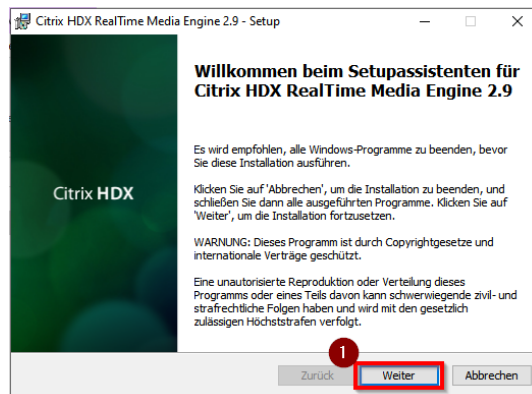 Citrix HDX RealTime Media Engine 2.9 - Setup
Willkommen beim Setupassistenten für
Citrix HDX RealTime Media Engine 2.9
Es wird empfohlen, alle Windows-Programme zu beenden, bevor
Sie diese Installation ausführen.
Citrix HDX
Klicken Sie auf 'Abbrechen', um die Installation zu beenden, und
schließen Sie dann alle ausgeführten Programme. Klicken Sie auf
'Weiter', um die Installation fortzusetzen.
WARNUNG: Dieses Programm ist durch Copyrightgesetze und
internationale Verträge geschützt.
Eine unautorisierte Reproduktion oder Verteilung dieses
Programms oder eines Teils davon kann schwerwiegende zivil- und
strafrechtliche Folgen haben und wird mit den gesetzlich
zulässigen Höchststrafen verfolgt.
1
Zurück Weiter Abbrechen